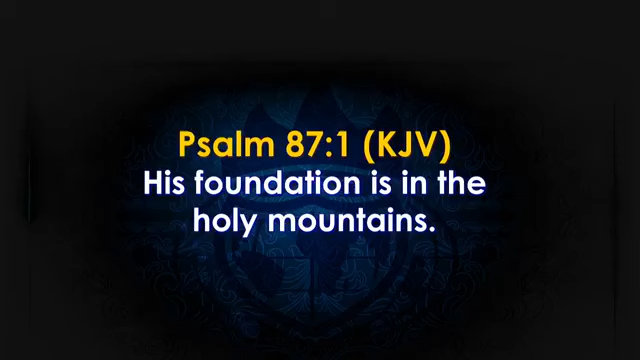 Psalm 87:1 (KJV)
His foundation is in the
holy mountains.